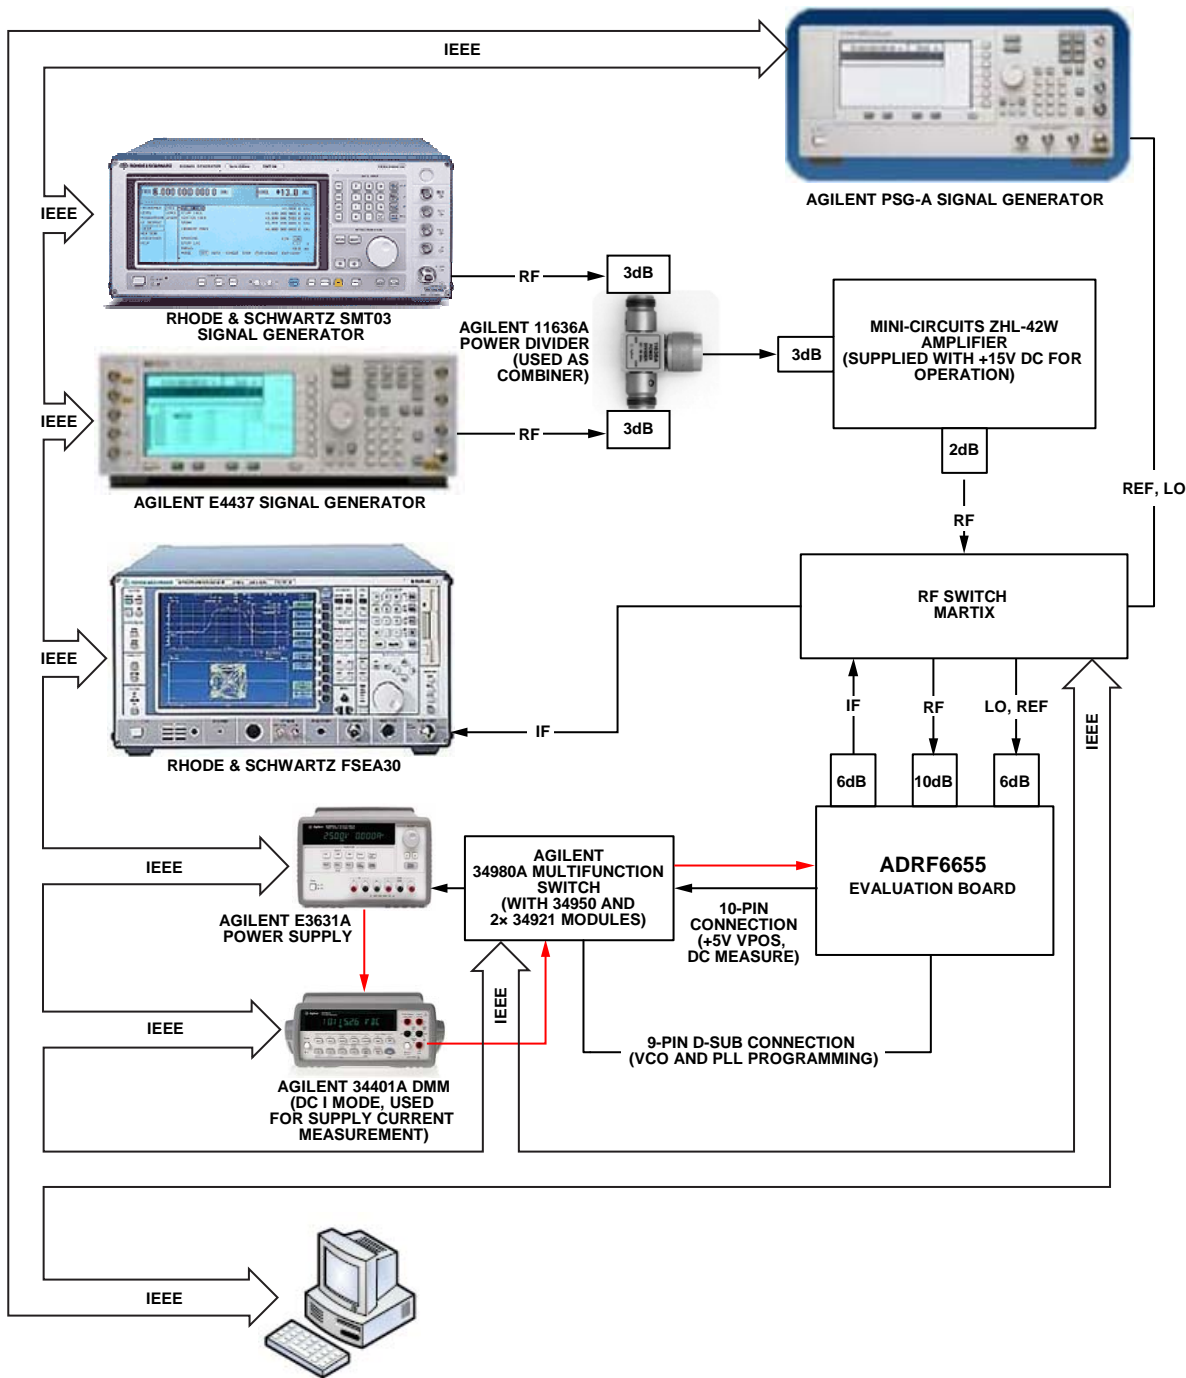 IEEE
AGILENT PSG-A SIGNAL GENERATOR
IEEE
RHODE & SCHWARTZ SMT03
SIGNAL GENERATOR
RF
3dB
AGILENT 11636A
POWER DIVIDER
(USED AS
COMBINER)
3dB
MINI-CIRCUITS ZHL-42W
AMPLIFIER
(SUPPLIED WITH +15V DC FOR
OPERATION)
IEEE
RF
3dB
2dB
AGILENT E4437 SIGNAL GENERATOR
REF, LO
RF
RF SWITCH
MARTIX
IEEE
RHODE & SCHWARTZ FSEA30
IF
IF
RF
LO, REF
IEEE
6dB
10dB
6dB
IEEE
AGILENT E3631A
POWER SUPPLY
AGILENT
34980A MULTIFUNCTION
SWITCH
(WITH 34950 AND
2x 34921 MODULES)
ADRF6655
EVALUATION BOARD
10-PIN
CONNECTION
(+5V VPOS,
DC MEASURE)
IEEE
IEEE
AGILENT 34401A DMM
(DC I MODE, USED
FOR SUPPLY CURRENT
MEASUREMENT)
9-PIN D-SUB CONNECTION
(VCO AND PLL PROGRAMMING)
IEEE